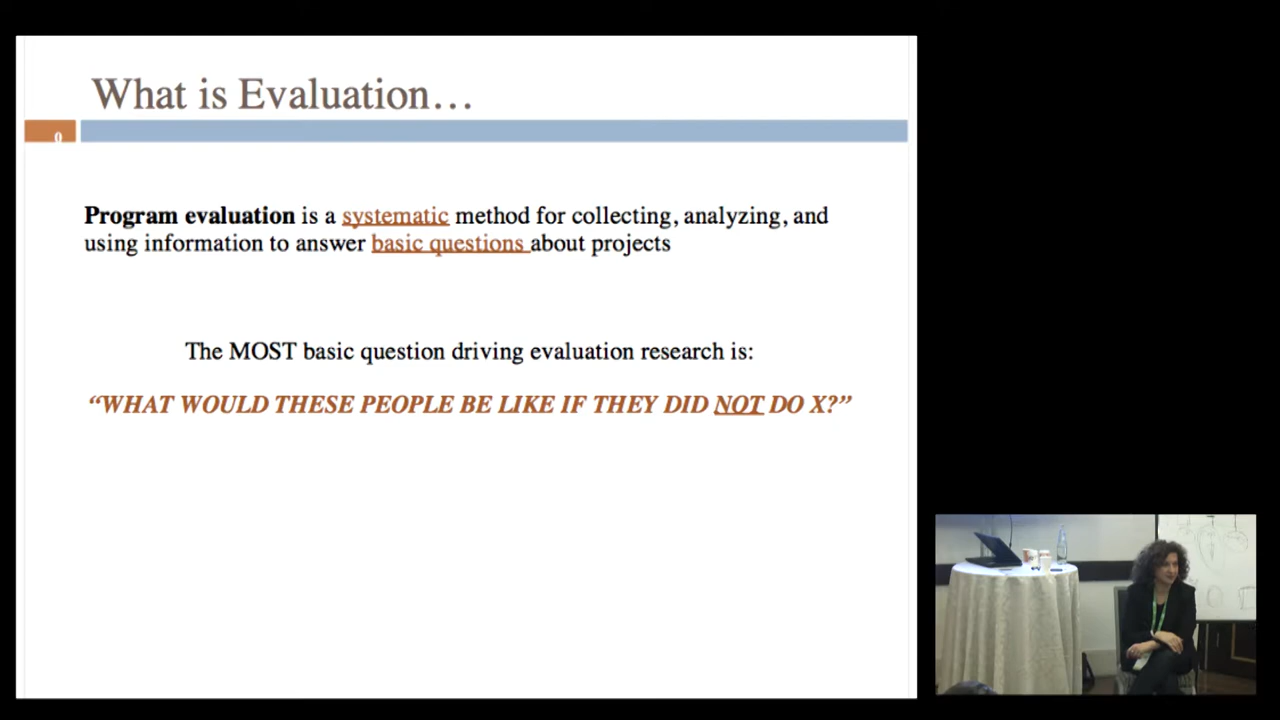 What is Evaluation…
0
Program evaluation is a systematic method for collecting, analyzing, and
using information to answer basic questions about projects
The MOST basic question driving evaluation research is:
“WHAT WOULD THESE PEOPLE BE LIKE IF THEY DID NOT DO X?”